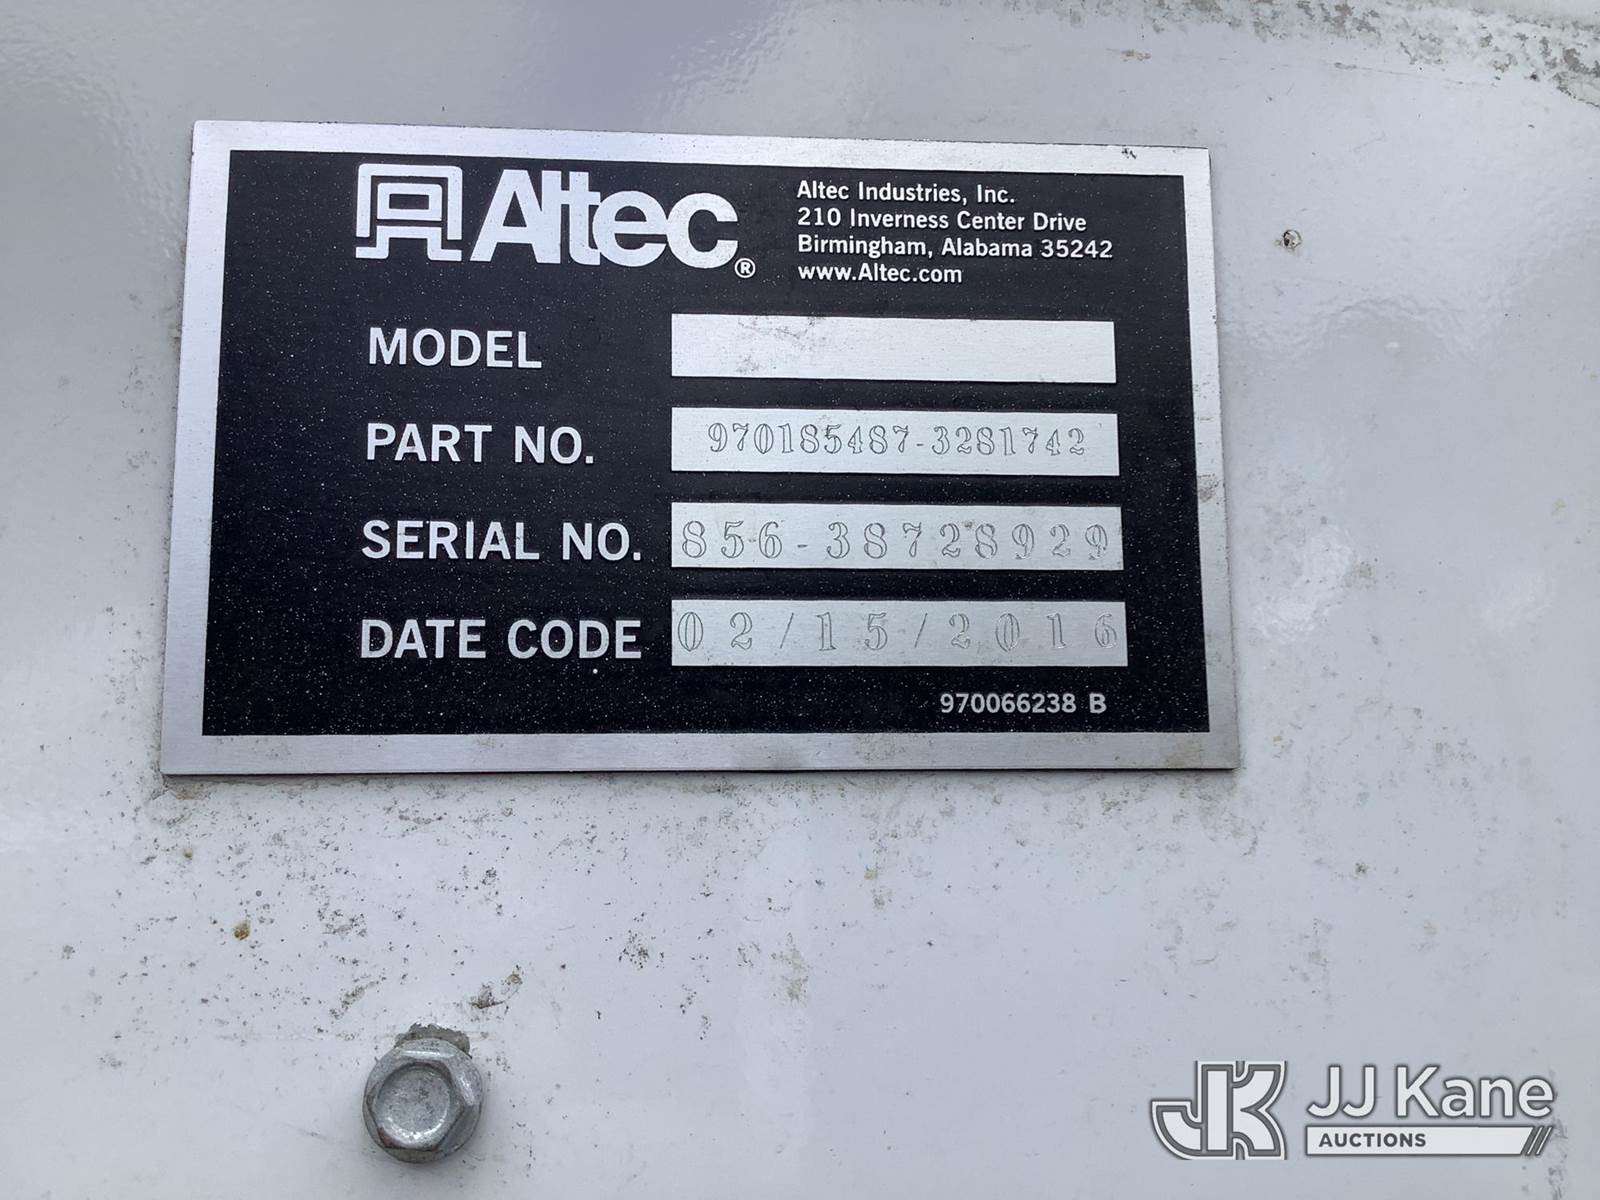 Altec®
Altec Industries, Inc.
210 Inverness Center Drive
Birmingham, Alabama 35242
www.Altec.com
MODEL
PART NO. 970185487-3281742
SERIAL NO. 856-38728929
DATE CODE 02/15/2016
970066238 B
JK JJ Kane
AUCTIONS